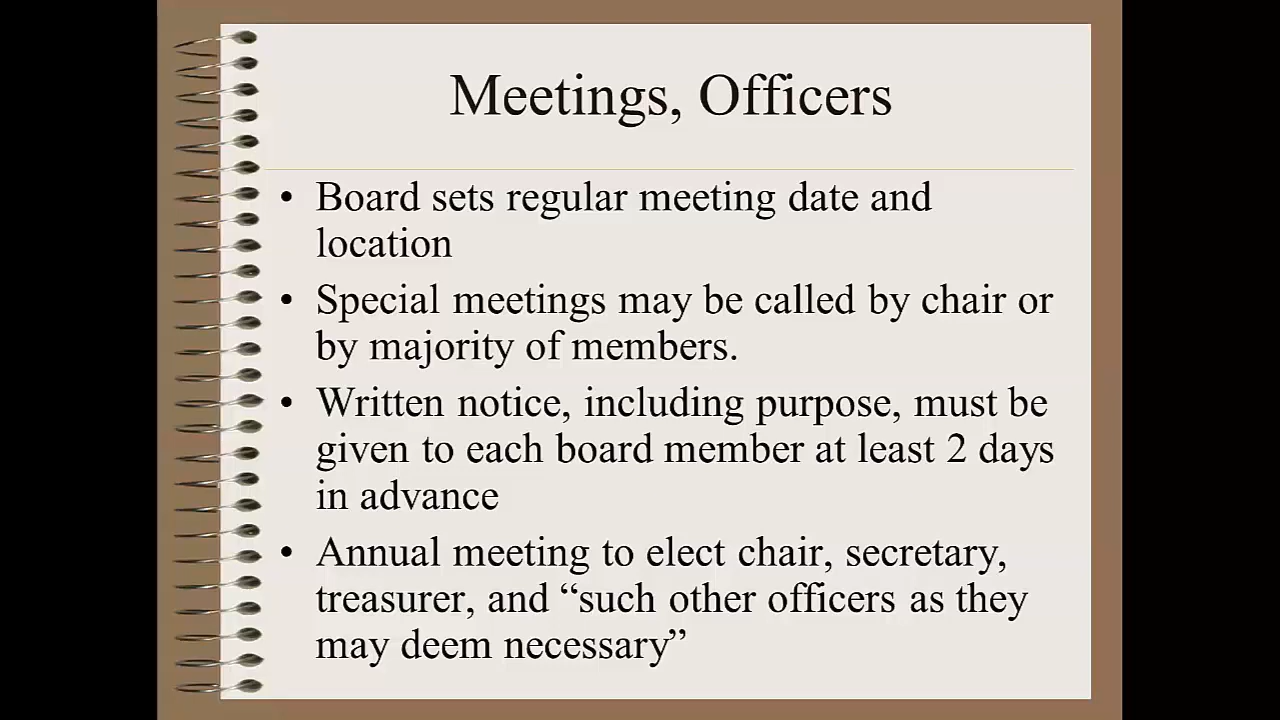 Meetings, Officers
• Board sets regular meeting date and
location
• Special meetings may be called by chair or
by majority of members.
• Written notice, including purpose, must be
given to each board member at least 2 days
in advance
• Annual meeting to elect chair, secretary,
treasurer, and “such other officers as they
may deem necessary”